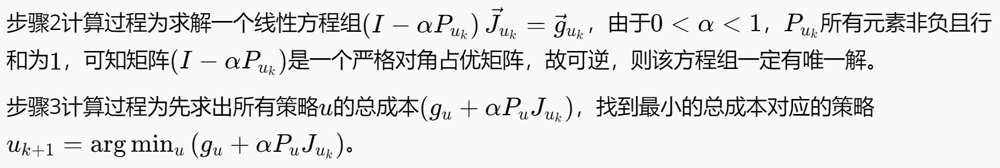 步骤2计算过程为求解一个线性方程组$(I-\alpha P_{u_k})\,\vec{J}_{u_k}=\vec{g}_{u_k}$，由于$0<\alpha<1$，$P_{u_k}$所有元素非负且行
和为1，可知矩阵$(I-\alpha P_{u_k})$是一个严格对角占优矩阵，故可逆，则该方程组一定有唯一解。
步骤3计算过程为先求出所有策略$u$的总成本$(g_u+\alpha P_u J_{u_k})$，找到最小的总成本对应的策略
$u_{k+1}=\arg\min_u\,(g_u+\alpha P_u J_{u_k})$。